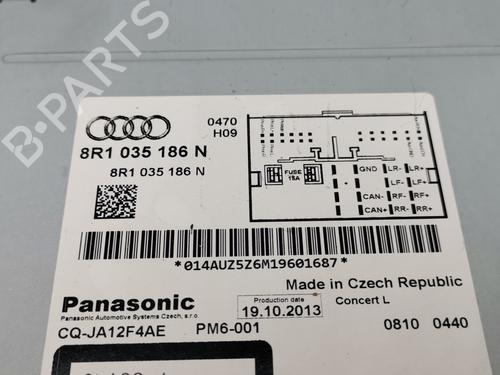 B-PARTS
0470
H09
8R1 035 186 N
8R1 035 186 N
FUSE
15A
GND LR- LR+
LF- LF+
CAN- RF- RF+
CAN+ RR- RR+
*014AUZ5Z6M19601687*
Made in Czech Republic
Panasonic
Production date
19.10.2013
Concert L
Panasonic Automotive Systems Czech, s.r.o.
CQ-JA12F4AE PM6-001
0810 0440